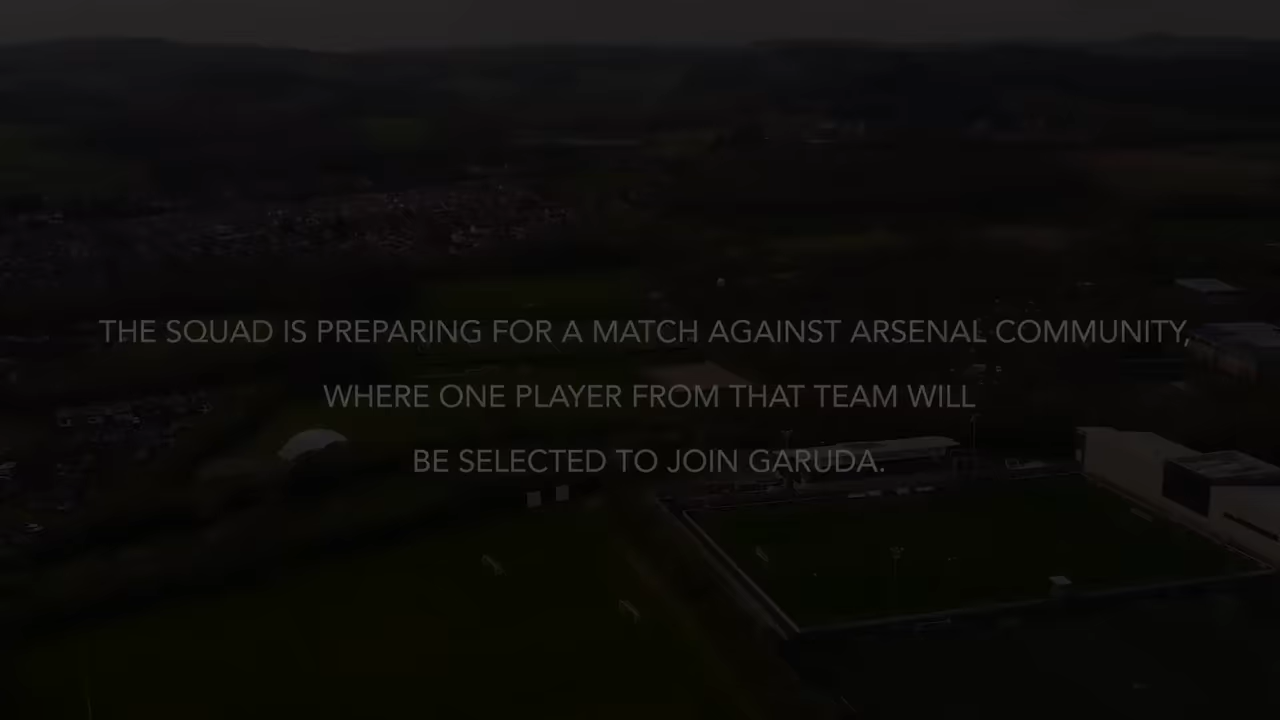 THE SQUAD IS PREPARING FOR A MATCH AGAINST ARSENAL COMMUNITY,
WHERE ONE PLAYER FROM THAT TEAM WILL
BE SELECTED TO JOIN GARUDA.